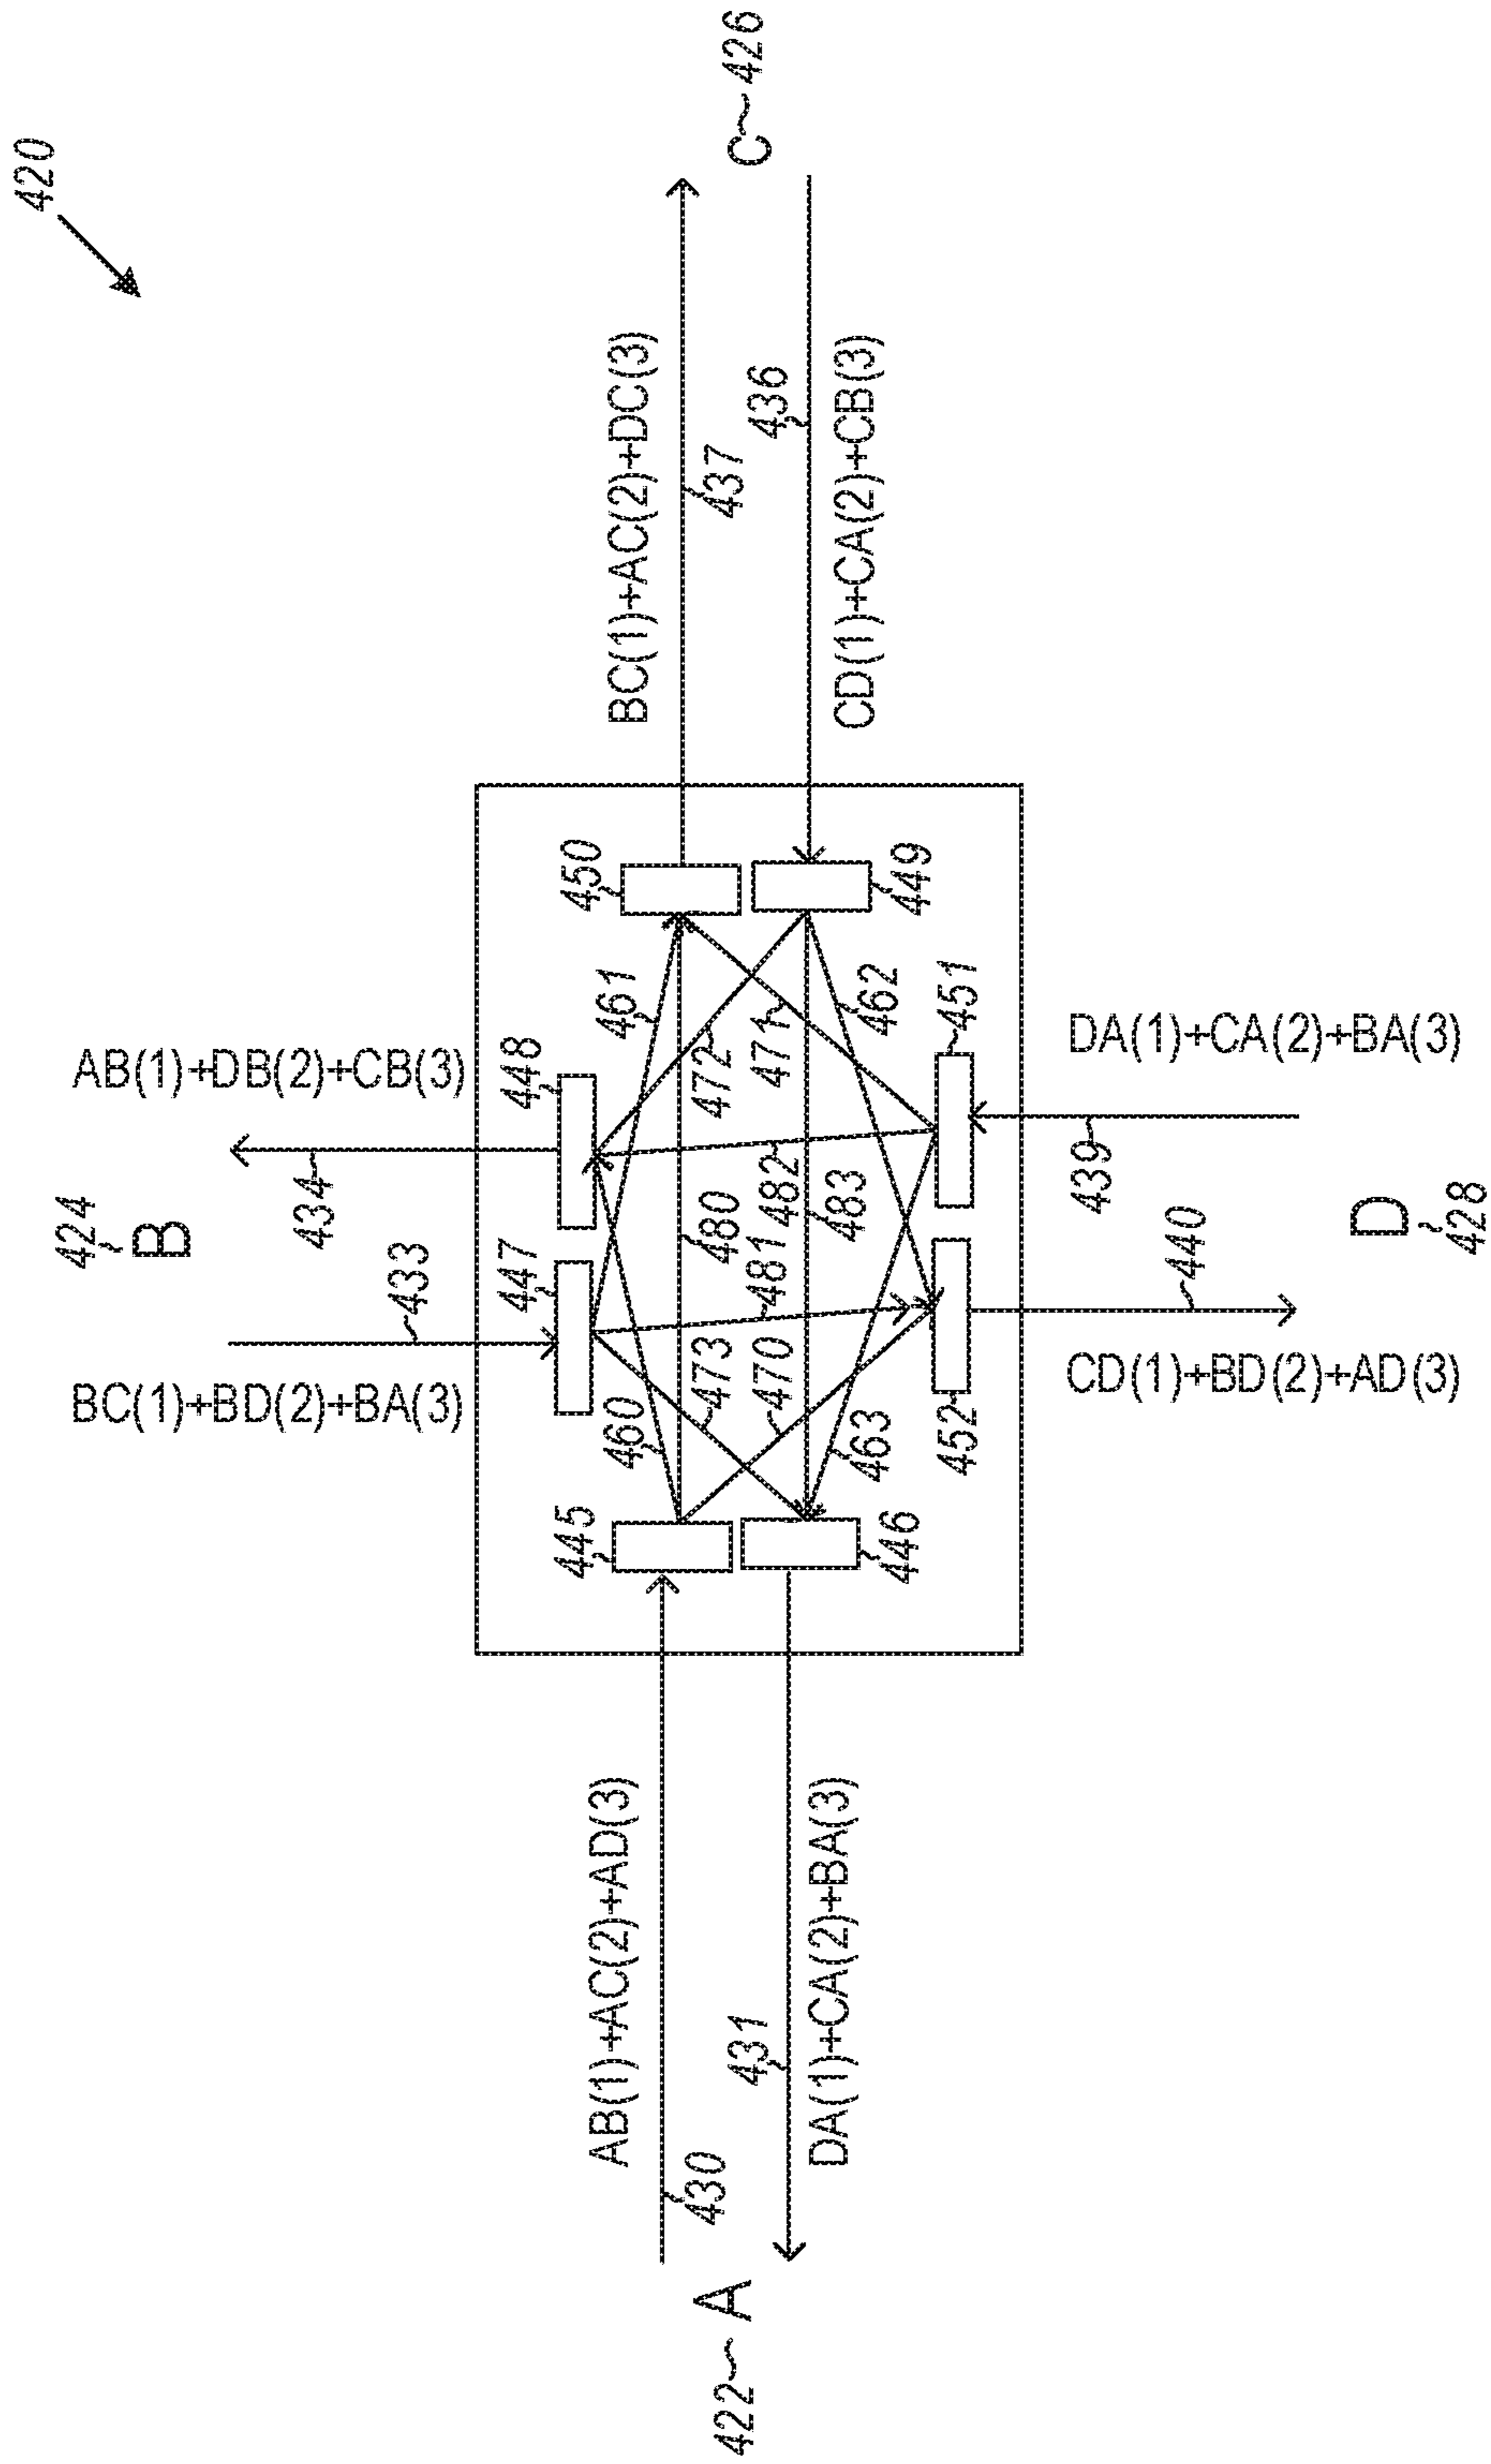 420
424
B
433
434
BC(1)+BD(2)+BA(3)
AB(1)+DB(2)+CB(3)
447
448
422
A
430
AB(1)+AC(2)+AD(3)
431
DA(1)+CA(2)+BA(3)
445
446
460
473
470
463
481
480
482
483
461
472
471
462
450
449
BC(1)+AC(2)+DC(3)
437
436
CD(1)+CA(2)+CB(3)
C
426
452
451
CD(1)+BD(2)+AD(3)
DA(1)+CA(2)+BA(3)
440
439
D
428